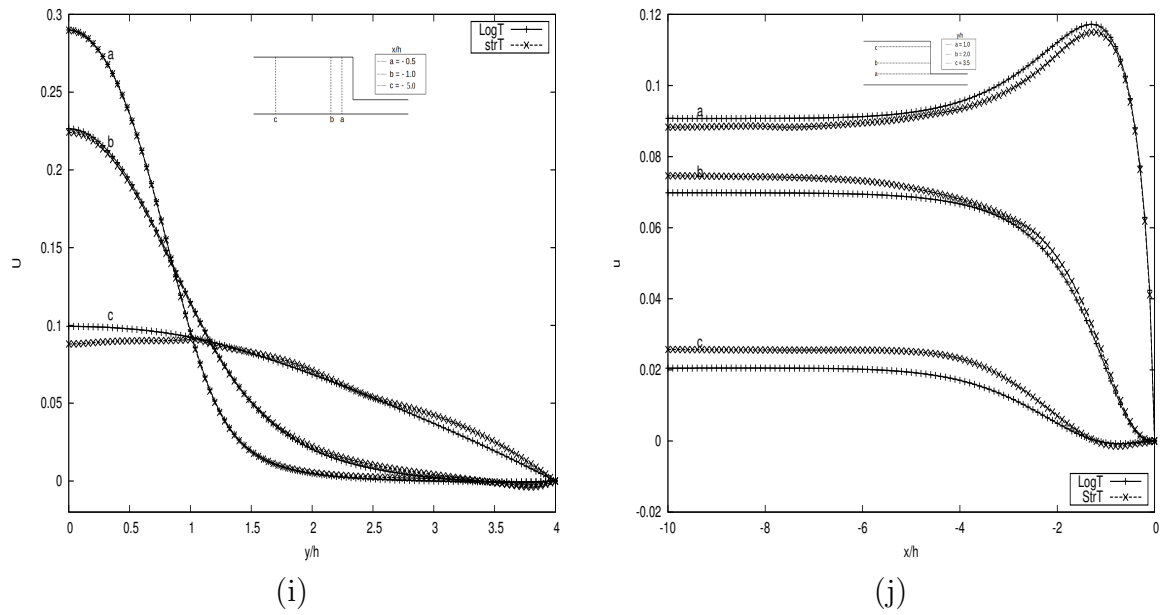 0.3
0.25
0.2
0.15
0.1
0.05
0
U
0
0.5
1
1.5
2
2.5
3
3.5
4
y/h
LogT
strT
a
b
c
x/h
a = - 0.5
b = - 1.0
c = - 5.0
c
b
a
(i)
0.12
0.1
0.08
0.06
0.04
0.02
0
-0.02
u
-10
-8
-6
-4
-2
0
x/h
a
b
c
y/h
a = 1.0
b = 2.0
c = 3.5
c
b
a
LogT
StrT
(j)